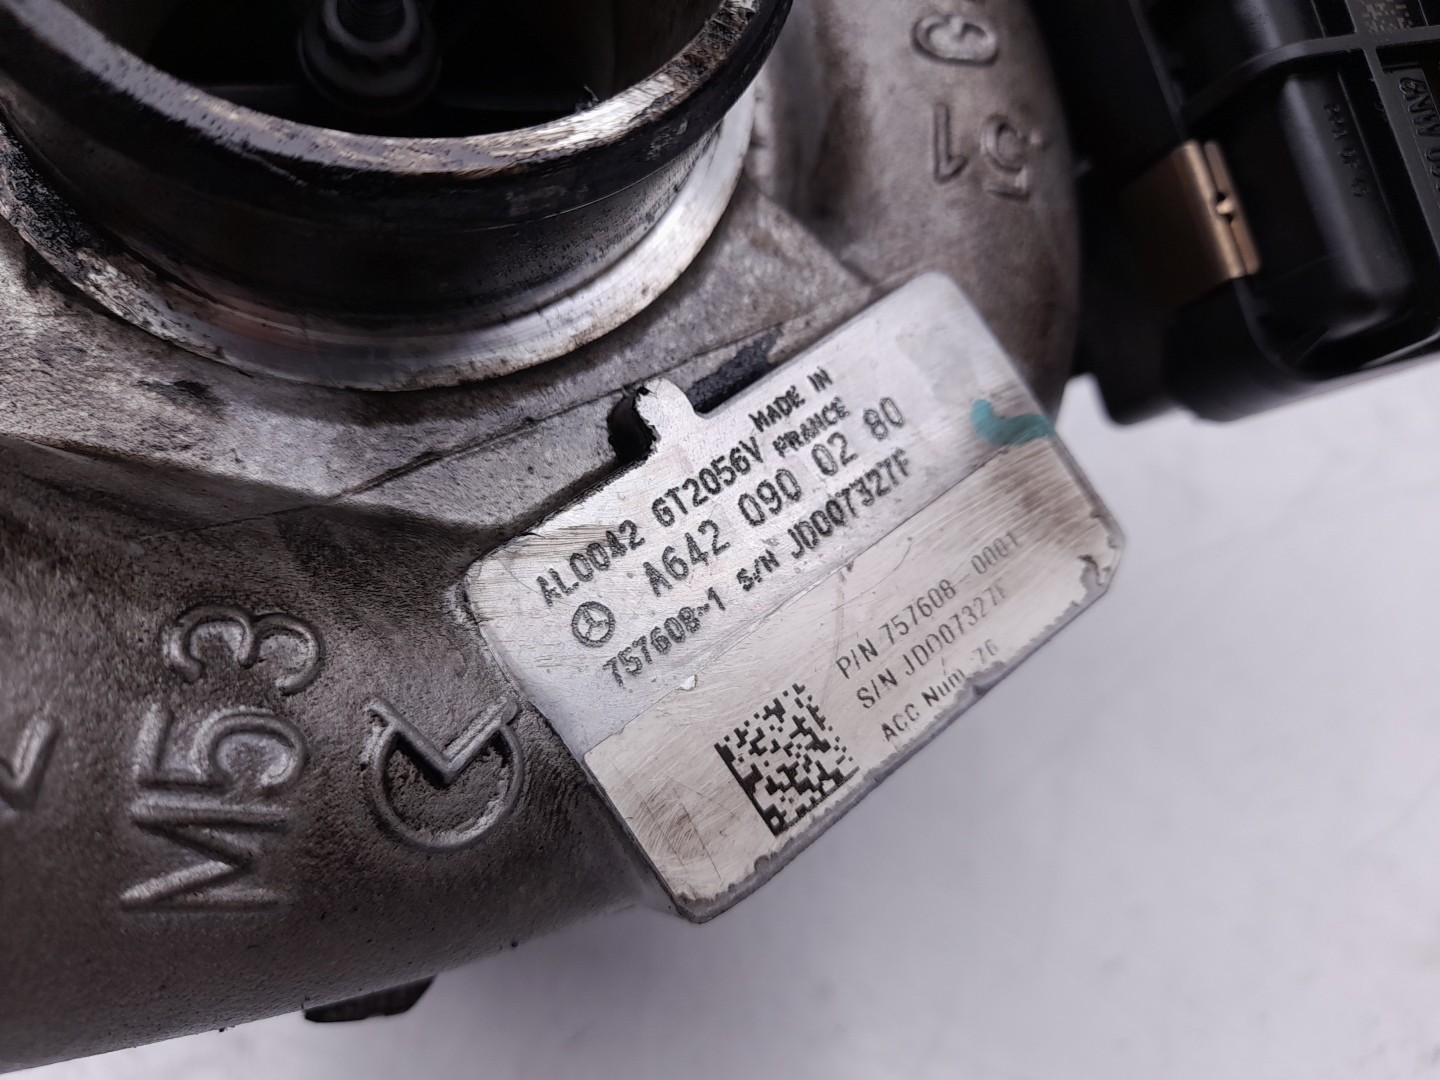 AL0042 GT2056V MADE IN FRANCE
A642 090 02 80
757608-1 S/N JD007327F
P/N 757608-0001
S/N JD007327F
ACC Num 76
M53
51